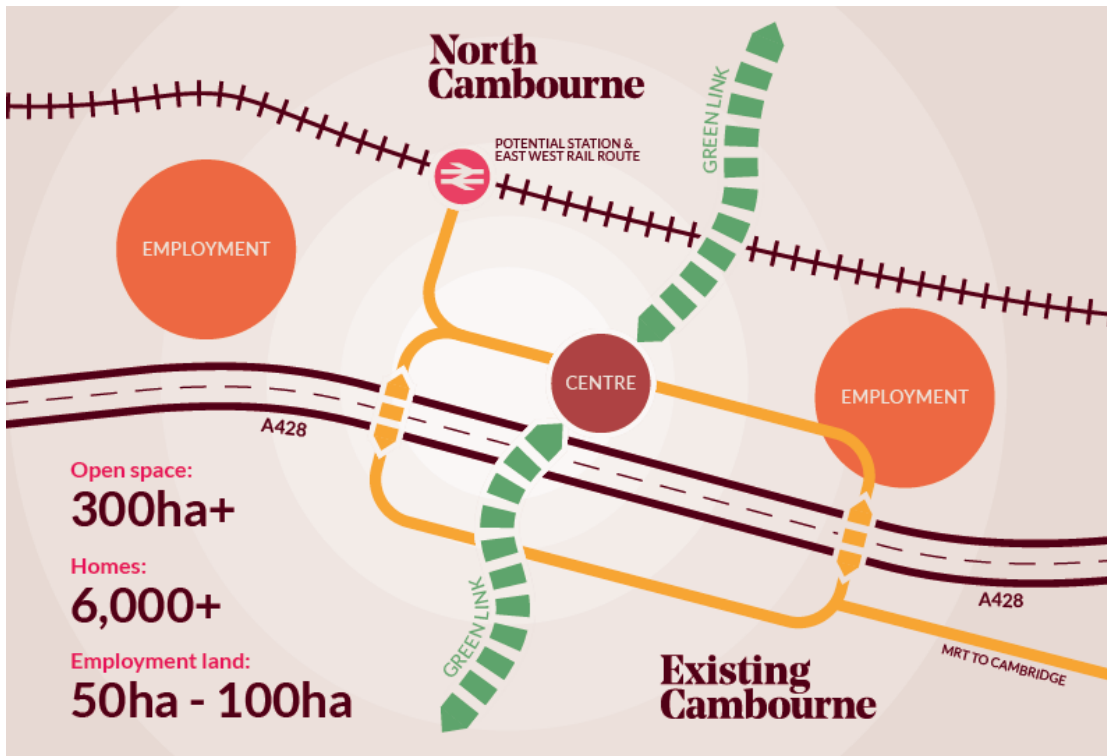 North
Cambourne
GREEN LINK
POTENTIAL STATION &
EAST WEST RAIL ROUTE
EMPLOYMENT
CENTRE
EMPLOYMENT
A428
Open space:
300ha+
Homes:
6,000+
Employment land:
50ha - 100ha
GREEN LINK
A428
MRT TO CAMBRIDGE
Existing
Cambourne